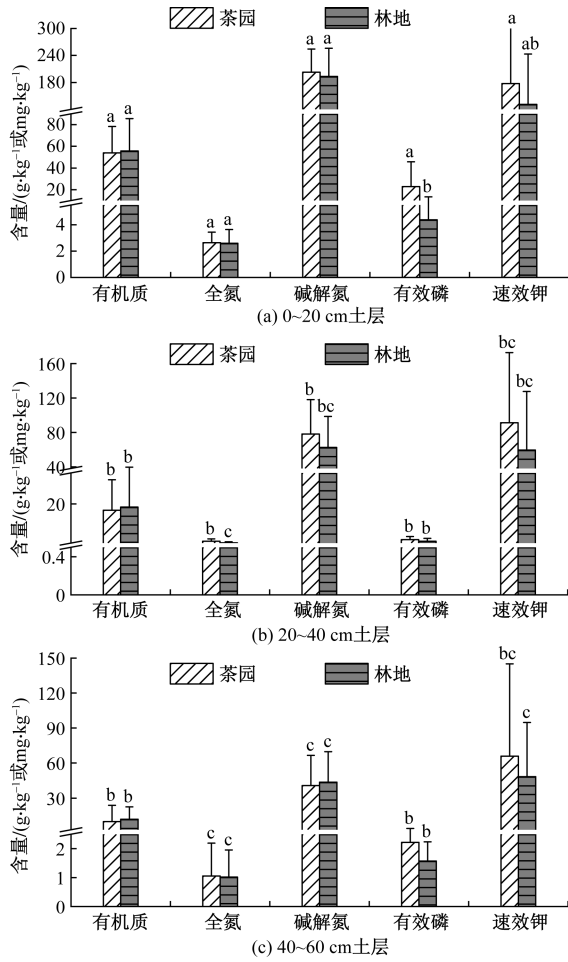 茶园 林地
含量/(g·kg⁻¹或mg·kg⁻¹)
300
240
180
80
60
40
20
4
2
0
a a a a a a a b a ab
有机质 全氮 碱解氮 有效磷 速效钾
(a) 0~20 cm土层
茶园 林地
含量/(g·kg⁻¹或mg·kg⁻¹)
160
120
80
40
20
0.4
0
b b b c b bc b b bc bc
有机质 全氮 碱解氮 有效磷 速效钾
(b) 20~40 cm土层
茶园 林地
含量/(g·kg⁻¹或mg·kg⁻¹)
150
120
90
60
30
2
1
0
b b c c c c b b bc c
有机质 全氮 碱解氮 有效磷 速效钾
(c) 40~60 cm土层